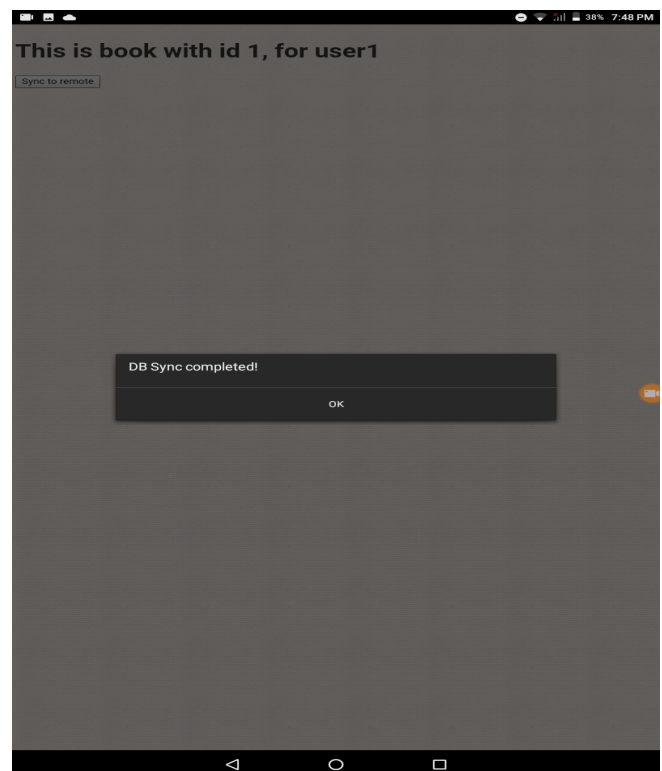 38% 7:48 PM
This is book with id 1, for user1
Sync to remote
DB Sync completed!
OK